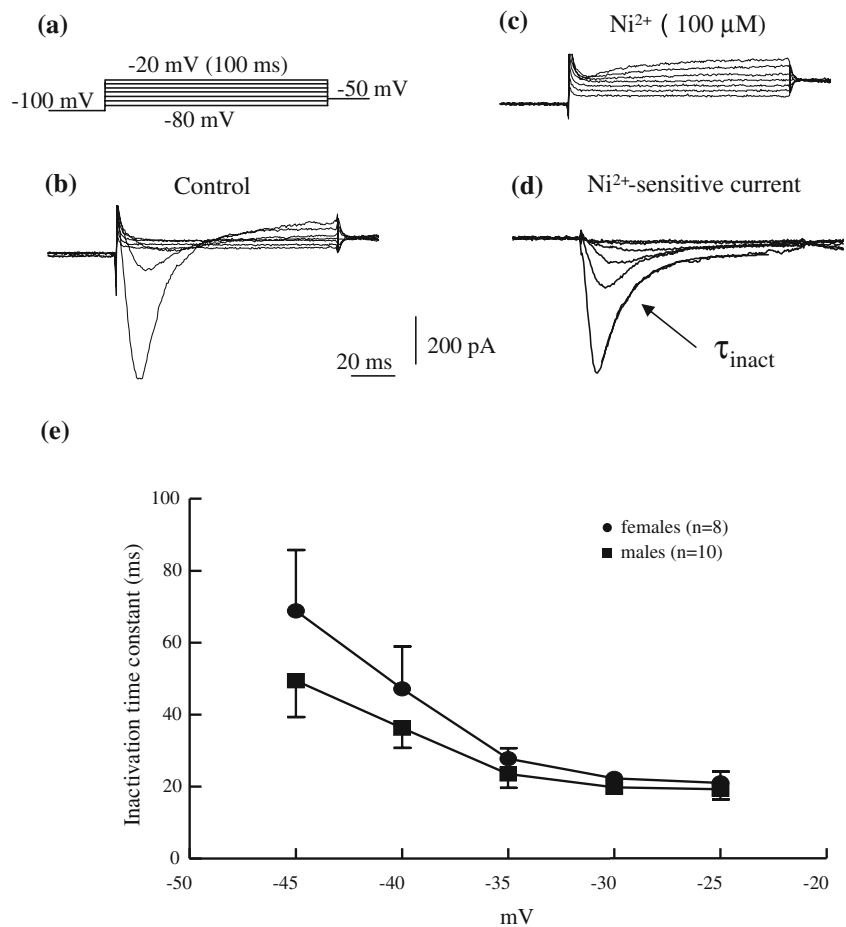 (a)
-20 mV (100 ms)
-100 mV
-50 mV
-80 mV
(c)
Ni²⁺ ( 100 μM)
(b)
Control
(d)
Ni²⁺-sensitive current
200 pA
20 ms
τinact
(e)
100
80
60
40
20
0
Inactivation time constant (ms)
females (n=8)
males (n=10)
-50
-45
-40
-35
-30
-25
-20
mV